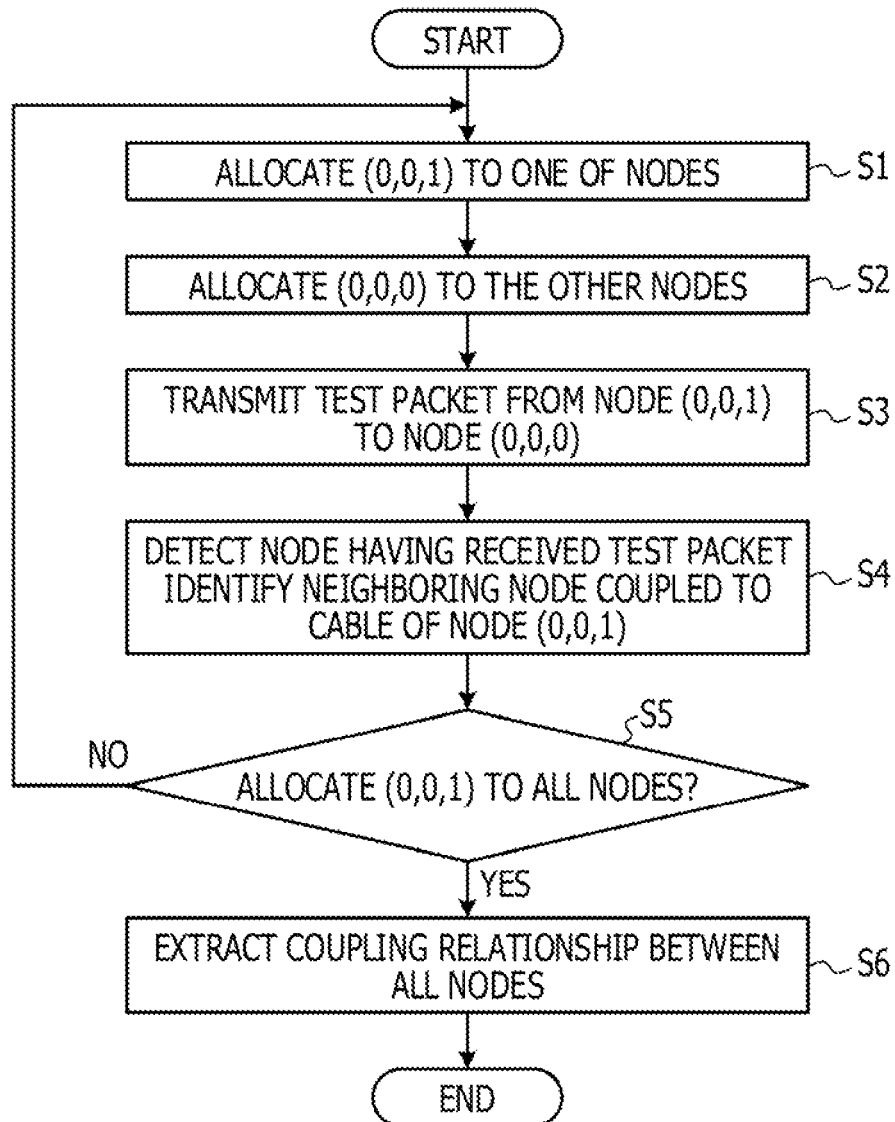 START
ALLOCATE (0,0,1) TO ONE OF NODES
S1
ALLOCATE (0,0,0) TO THE OTHER NODES
S2
TRANSMIT TEST PACKET FROM NODE (0,0,1)
TO NODE (0,0,0)
S3
DETECT NODE HAVING RECEIVED TEST PACKET
IDENTIFY NEIGHBORING NODE COUPLED TO
CABLE OF NODE (0,0,1)
S4
S5
NO
ALLOCATE (0,0,1) TO ALL NODES?
YES
EXTRACT COUPLING RELATIONSHIP BETWEEN
ALL NODES
S6
END